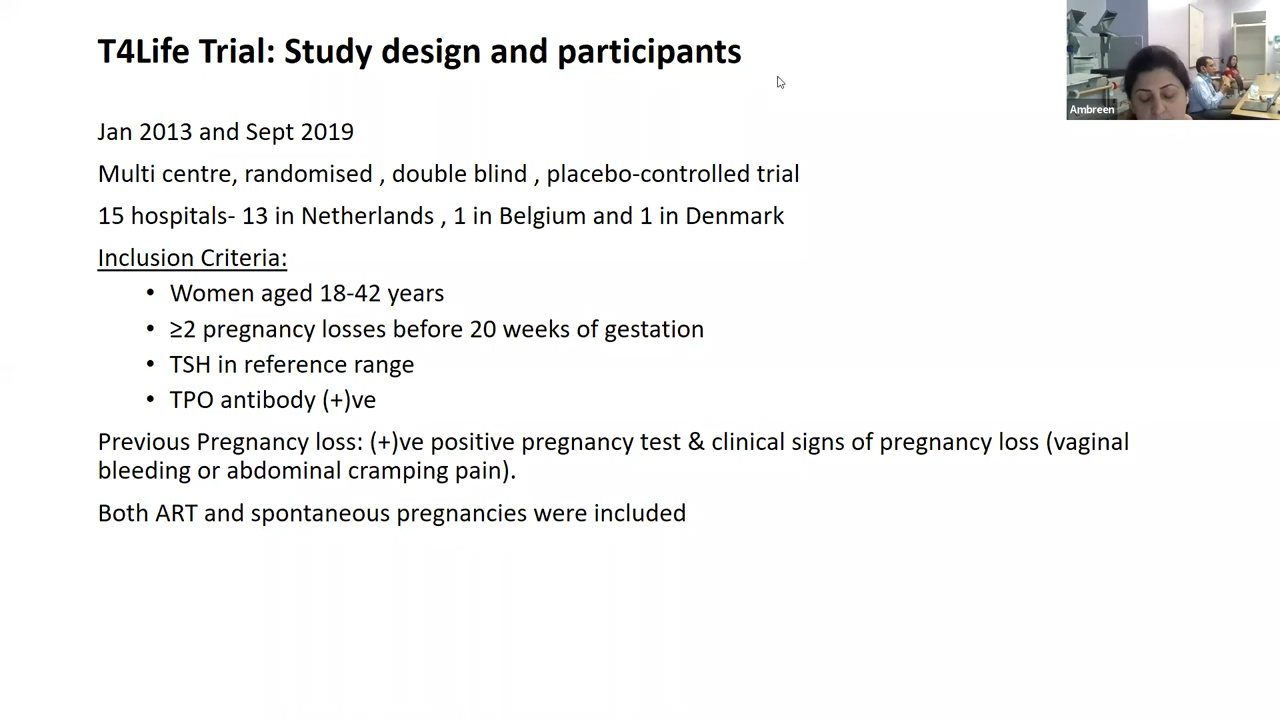 T4Life Trial: Study design and participants
Ambreen
Jan 2013 and Sept 2019
Multi centre, randomised , double blind , placebo-controlled trial
15 hospitals- 13 in Netherlands , 1 in Belgium and 1 in Denmark
Inclusion Criteria:
• Women aged 18-42 years
• ≥2 pregnancy losses before 20 weeks of gestation
• TSH in reference range
• TPO antibody (+)ve
Previous Pregnancy loss: (+)ve positive pregnancy test & clinical signs of pregnancy loss (vaginal
bleeding or abdominal cramping pain).
Both ART and spontaneous pregnancies were included